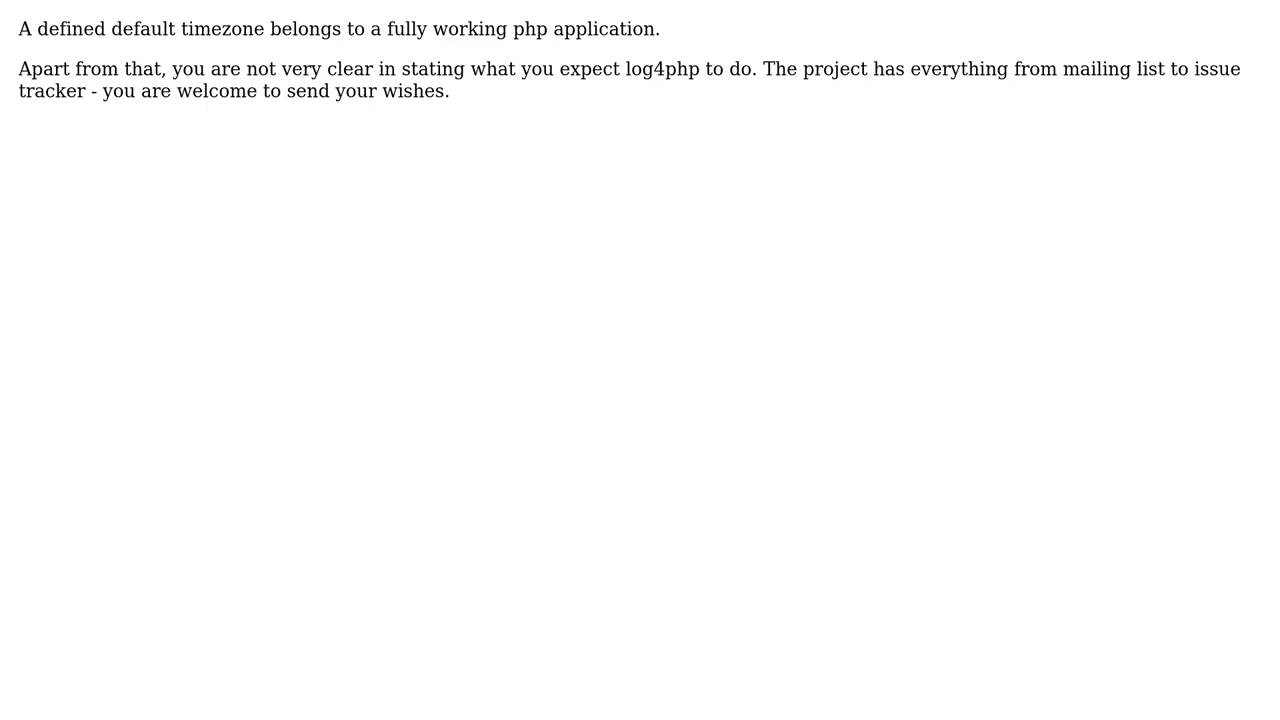 A defined default timezone belongs to a fully working php application.
Apart from that, you are not very clear in stating what you expect log4php to do. The project has everything from mailing list to issue
tracker - you are welcome to send your wishes.